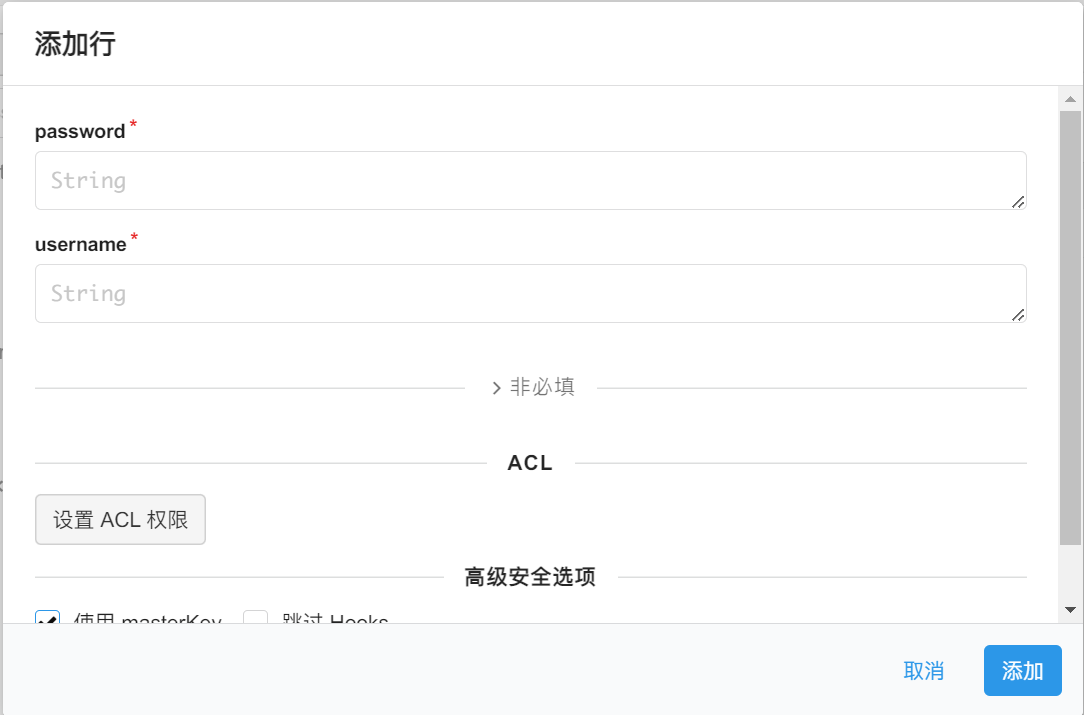 添加行
password *
String
username *
String
非必填
ACL
设置 ACL 权限
高级安全选项
使用 masterKey 跳过 Hooks
取消 添加